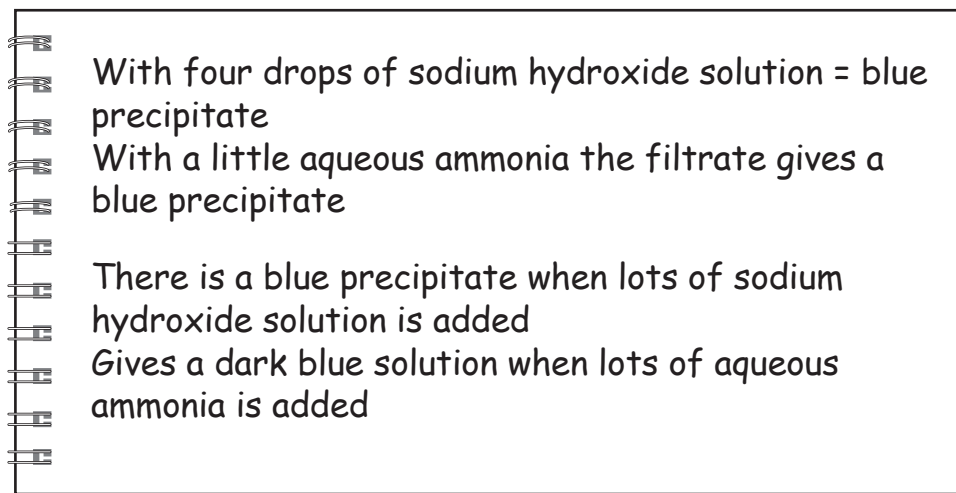 With four drops of sodium hydroxide solution = blue
precipitate
With a little aqueous ammonia the filtrate gives a
blue precipitate
There is a blue precipitate when lots of sodium
hydroxide solution is added
Gives a dark blue solution when lots of aqueous
ammonia is added